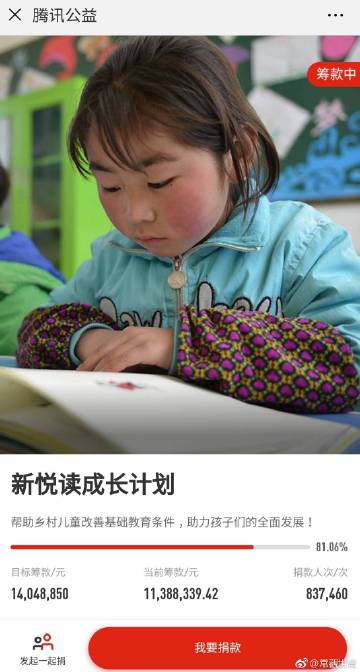 腾讯公益
筹款中
新悦读成长计划
帮助乡村儿童改善基础教育条件，助力孩子们的全面发展！
81.06%
目标筹款/元 当前筹款/元 捐款人次/次
14,048,850 11,388,339.42 837,460
发起一起捐
我要捐款